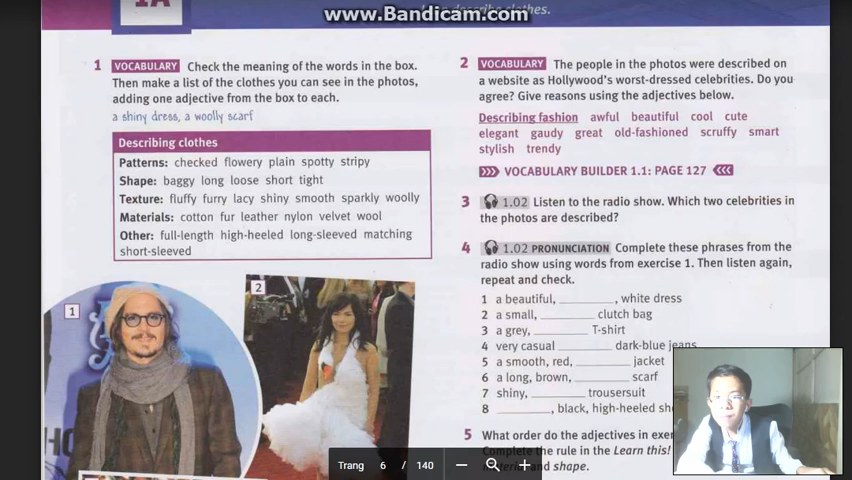 1A
www.Bandicam.com
describe clothes.
1 VOCABULARY Check the meaning of the words in the box.
Then make a list of the clothes you can see in the photos,
adding one adjective from the box to each.
a shiny dress, a woolly scarf
Describing clothes
Patterns: checked flowery plain spotty stripy
Shape: baggy long loose short tight
Texture: fluffy furry lacy shiny smooth sparkly woolly
Materials: cotton fur leather nylon velvet wool
Other: full-length high-heeled long-sleeved matching
short-sleeved
1
2
2 VOCABULARY The people in the photos were described on
a website as Hollywood's worst-dressed celebrities. Do you
agree? Give reasons using the adjectives below.
Describing fashion awful beautiful cool cute
elegant gaudy great old-fashioned scruffy smart
stylish trendy
VOCABULARY BUILDER 1.1: PAGE 127
3 1.02 Listen to the radio show. Which two celebrities in
the photos are described?
4 1.02 PRONUNCIATION Complete these phrases from the
radio show using words from exercise 1. Then listen again,
repeat and check.
1 a beautiful, ________, white dress
2 a small, ________ clutch bag
3 a grey, ________ T-shirt
4 very casual ________ dark-blue jeans
5 a smooth, red, ________ jacket
6 a long, brown, ________ scarf
7 shiny, ________ trousersuit
8 ________, black, high-heeled
5 What order do the adjectives in
Complete the rule in the Learn this!
and shape.
Trang 6 / 140